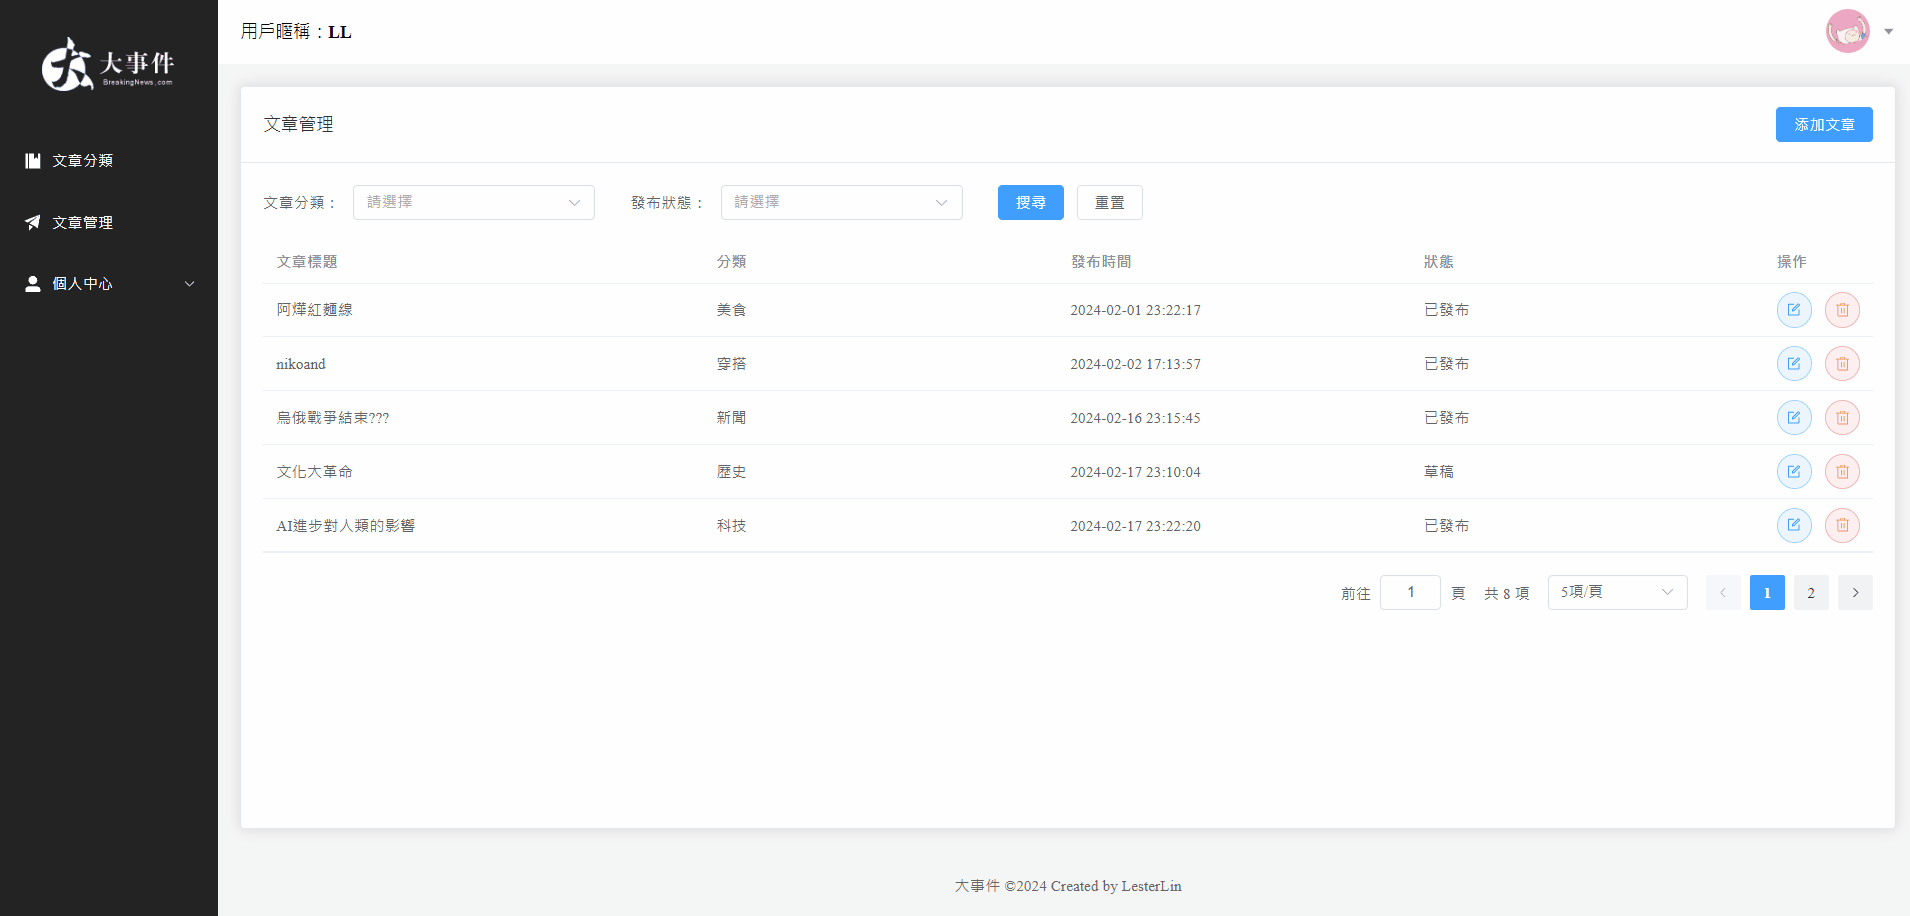 大事件
BreakingNews.com
文章分類
文章管理
個人中心
用戶暱稱：LL
文章管理
添加文章
文章分類： 請選擇 發布狀態： 請選擇 搜尋 重置
文章標題 分類 發布時間 狀態 操作
阿燁紅麵線 美食 2024-02-01 23:22:17 已發布
nikoand 穿搭 2024-02-02 17:13:57 已發布
烏俄戰爭結束??? 新聞 2024-02-16 23:15:45 已發布
文化大革命 歷史 2024-02-17 23:10:04 草稿
AI進步對人類的影響 科技 2024-02-17 23:22:20 已發布
前往 1 頁 共 8 項 5項/頁 1 2
大事件 ©2024 Created by LesterLin